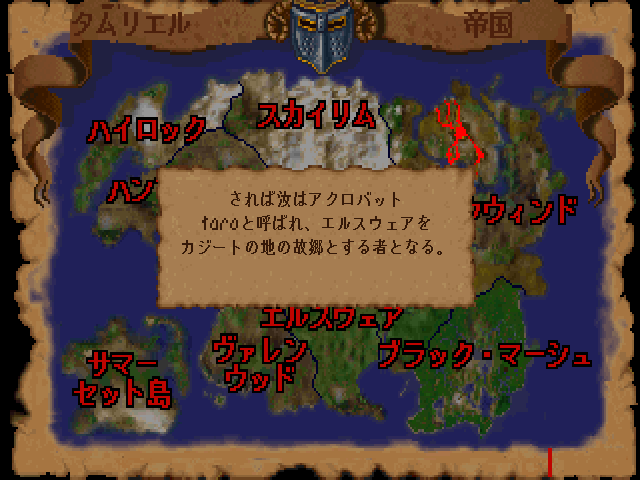 タムリエル
帝国
ハイロック
スカイリム
ハン
ウィンド
されば汝はアクロバット
taroと呼ばれ、エルスウェアを
カジートの地の故郷とする者となる。
エルスウェア
サマー
セット島
ヴァレン
ウッド
ブラック・マーシュ